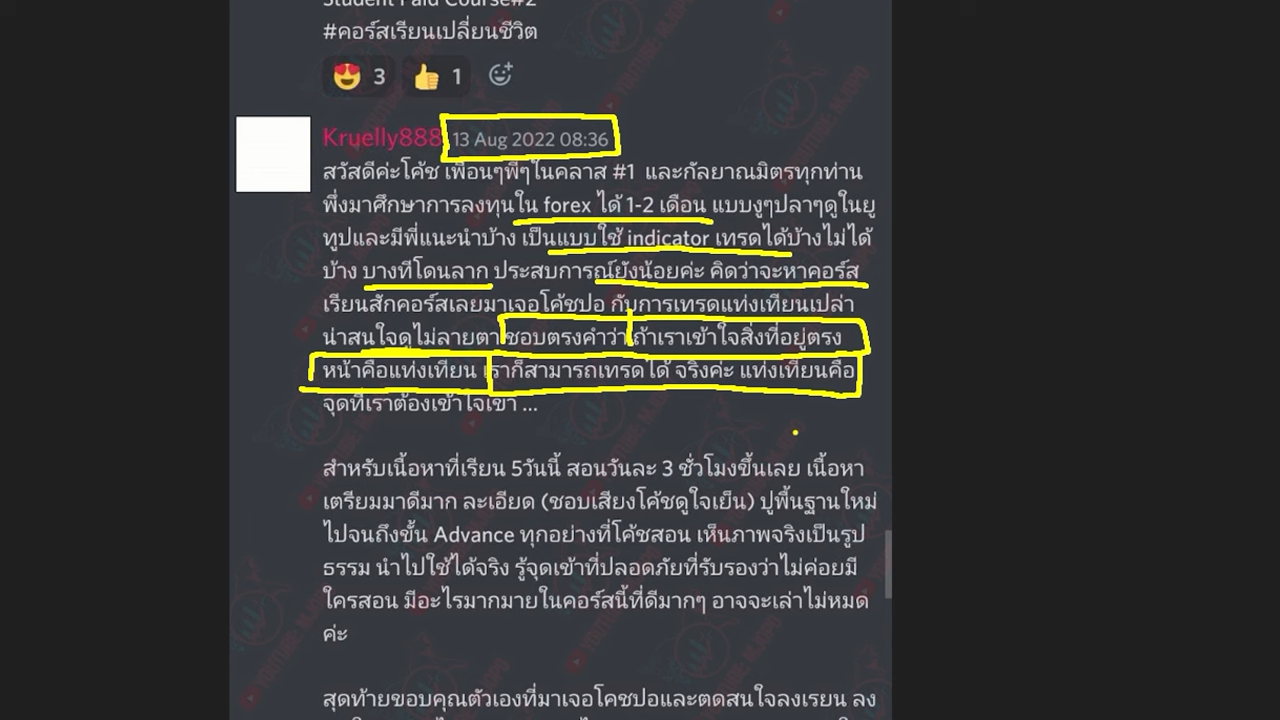 Student Paid Course#2
#คอร์สเรียนเปลี่ยนชีวิต
3 1
Kruelly888 13 Aug 2022 08:36
สวัสดีค่ะโค้ช เพื่อนๆพี่ๆในคลาส #1 และกัลยาณมิตรทุกท่าน
พึ่งมาศึกษาการลงทุนใน forex ได้ 1-2 เดือน แบบงูๆปลาๆดูในยู
ทูปและมีพี่แนะนำบ้าง เป็นแบบใช้ indicator เทรดได้บ้างไม่ได้
บ้าง บางทีโดนลาก ประสบการณ์ยังน้อยค่ะ คิดว่าจะหาคอร์ส
เรียนสักคอร์สเลยมาเจอโค้ชปอ กับการเทรดแท่งเทียนเปล่า
น่าสนใจดูไม่ลายตา ชอบตรงคำว่า ถ้าเราเข้าใจสิ่งที่อยู่ตรง
หน้าคือแท่งเทียน เราก็สามารถเทรดได้ จริงค่ะ แท่งเทียนคือ
จุดที่เราต้องเข้าใจเขา ...
สำหรับเนื้อหาที่เรียน 5วันนี้ สอนวันละ 3 ชั่วโมงขึ้นเลย เนื้อหา
เตรียมมาดีมาก ละเอียด (ชอบเสียงโค้ชดูใจเย็น) ปูพื้นฐานใหม่
ไปจนถึงขั้น Advance ทุกอย่างที่โค้ชสอน เห็นภาพจริงเป็นรูป
ธรรม นำไปใช้ได้จริง รู้จุดเข้าที่ปลอดภัยที่รับรองว่าไม่ค่อยมี
ใครสอน มีอะไรมากมายในคอร์สนี้ที่ดีมากๆ อาจจะเล่าไม่หมด
ค่ะ
สุดท้ายขอบคุณตัวเองที่มาเจอโค้ชปอและตัดสินใจลงเรียน ลง